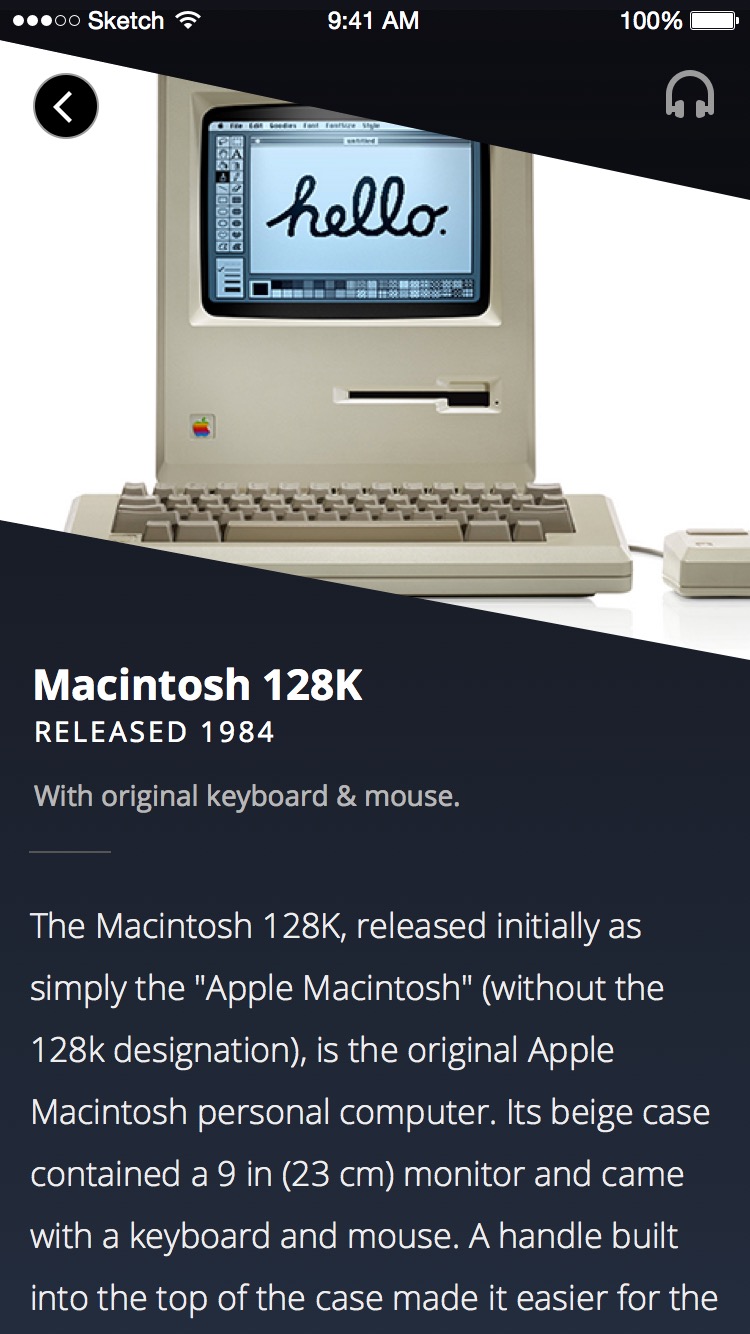 Sketch 9:41 AM 100%
File Edit Goodies Font FontSize Style
untitled
hello.
Macintosh 128K
RELEASED 1984
With original keyboard & mouse.
The Macintosh 128K, released initially as
simply the "Apple Macintosh" (without the
128k designation), is the original Apple
Macintosh personal computer. Its beige case
contained a 9 in (23 cm) monitor and came
with a keyboard and mouse. A handle built
into the top of the case made it easier for the